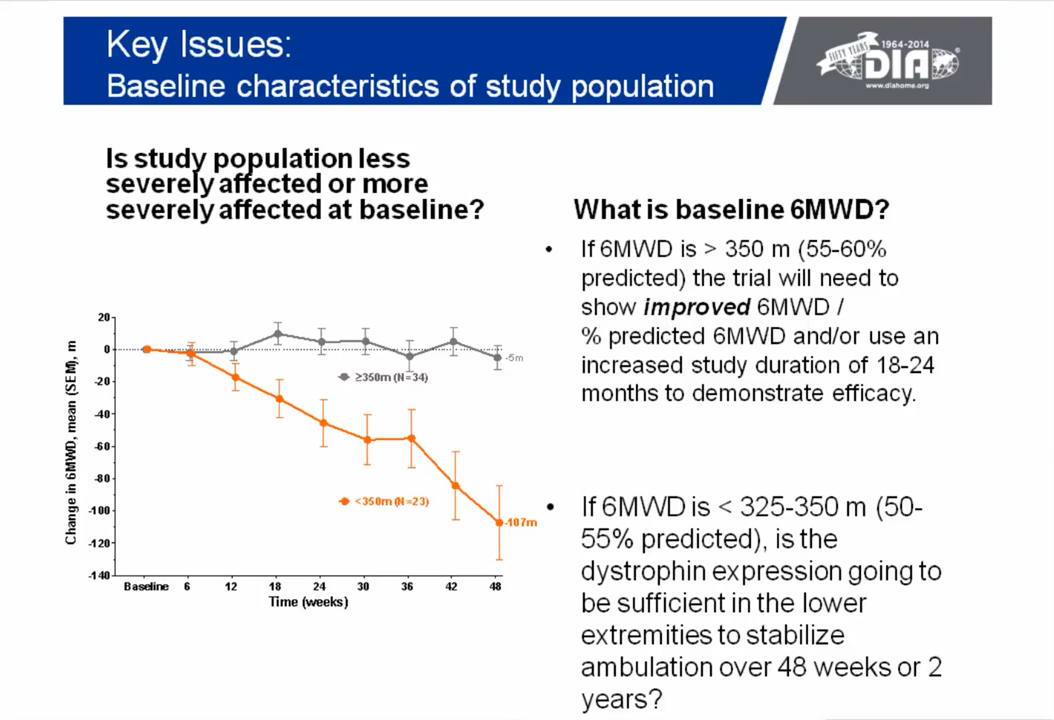 Key Issues:
Baseline characteristics of study population
FIFTY YEARS
1964-2014
DIA
®
www.diahome.org
Is study population less
severely affected or more
severely affected at baseline?
What is baseline 6MWD?
• If 6MWD is > 350 m (55-60%
predicted) the trial will need to
show improved 6MWD /
% predicted 6MWD and/or use an
increased study duration of 18-24
months to demonstrate efficacy.
• If 6MWD is < 325-350 m (50-
55% predicted), is the
dystrophin expression going to
be sufficient in the lower
extremities to stabilize
ambulation over 48 weeks or 2
years?
Change in 6MWD, mean (SEM), m
20
0
-20
-40
-60
-80
-100
-120
-140
-5m
≥350m (N=34)
<350m (N=23)
-107m
Baseline 6 12 18 24 30 36 42 48
Time (weeks)